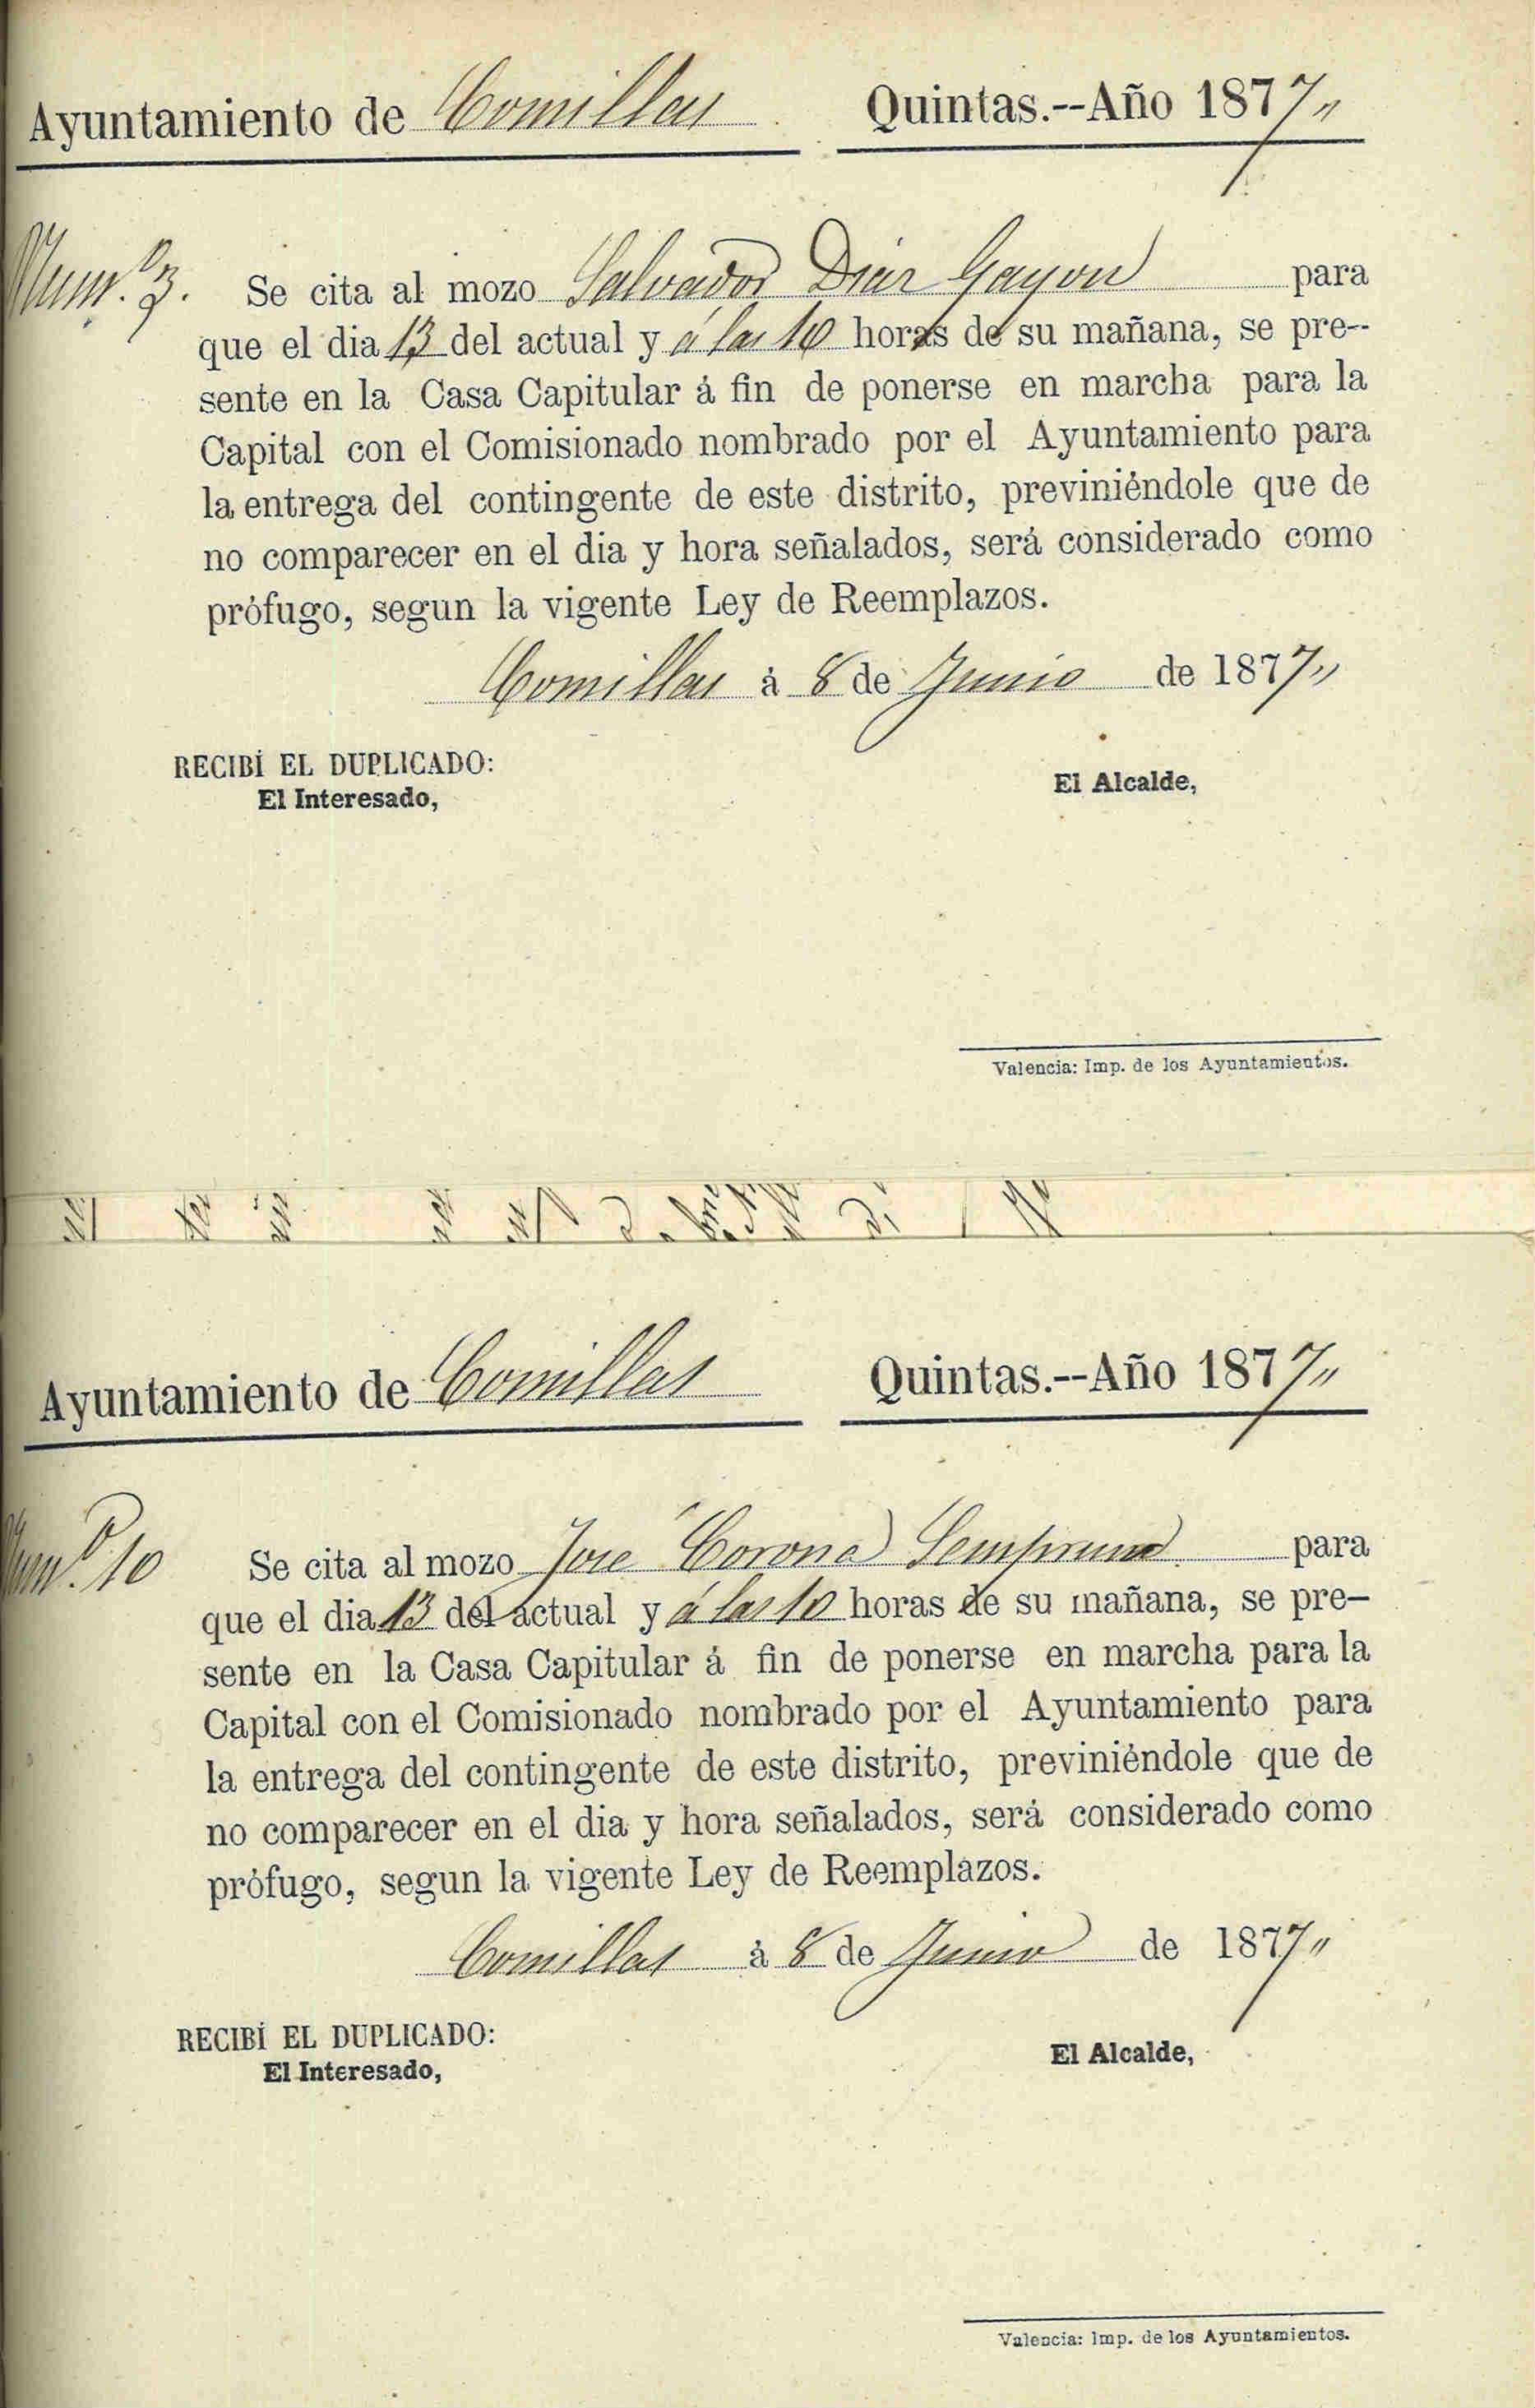 Ayuntamiento de Comillas Quintas.--Año 1877,,
Num.º 3. Se cita al mozo Salvador Diaz Gayon para
que el dia 13 del actual y á las 10 horas de su mañana, se pre--
sente en la Casa Capitular á fin de ponerse en marcha para la
Capital con el Comisionado nombrado por el Ayuntamiento para
la entrega del contingente de este distrito, previniéndole que de
no comparecer en el dia y hora señalados, será considerado como
prófugo, segun la vigente Ley de Reemplazos.
Comillas á 8 de Junio de 1877,,
RECIBÍ EL DUPLICADO:
El Interesado,
El Alcalde,
Valencia: Imp. de los Ayuntamientos.
Ayuntamiento de Comillas Quintas.--Año 1877,,
Num.º 10 Se cita al mozo Jose Corona Semprun para
que el dia 13 del actual y á las 10 horas de su mañana, se pre-
sente en la Casa Capitular á fin de ponerse en marcha para la
Capital con el Comisionado nombrado por el Ayuntamiento para
la entrega del contingente de este distrito, previniéndole que de
no comparecer en el dia y hora señalados, será considerado como
prófugo, segun la vigente Ley de Reemplazos.
Comillas á 8 de Junio de 1877,,
RECIBÍ EL DUPLICADO:
El Interesado,
El Alcalde,
Valencia: Imp. de los Ayuntamientos.